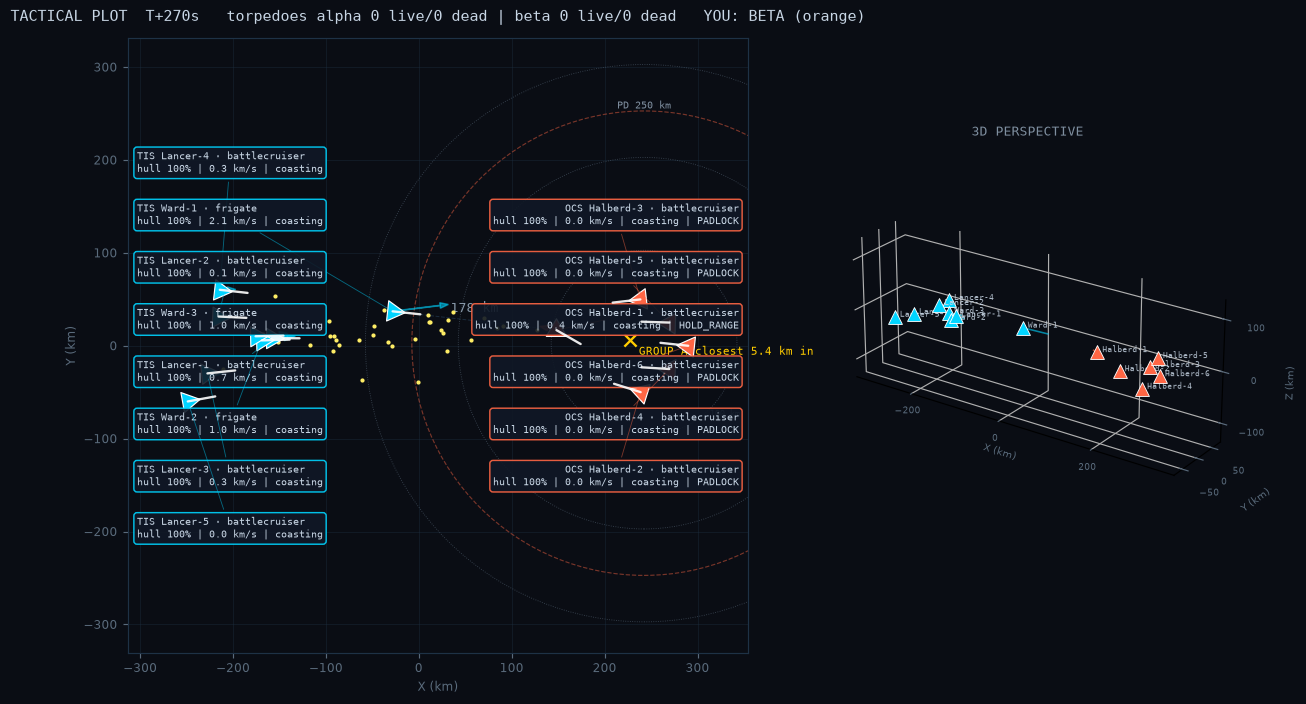 TACTICAL PLOT  T+270s   torpedoes alpha 0 live/0 dead | beta 0 live/0 dead   YOU: BETA (orange)
PD 250 km
3D PERSPECTIVE
TIS Lancer-4 · battlecruiser
hull 100% | 0.3 km/s | coasting
TIS Ward-1 · frigate
hull 100% | 2.1 km/s | coasting
TIS Lancer-2 · battlecruiser
hull 100% | 0.1 km/s | coasting
TIS Ward-3 · frigate
hull 100% | 1.0 km/s | coasting
TIS Lancer-1 · battlecruiser
hull 100% | 0.7 km/s | coasting
TIS Ward-2 · frigate
hull 100% | 1.0 km/s | coasting
TIS Lancer-3 · battlecruiser
hull 100% | 0.3 km/s | coasting
TIS Lancer-5 · battlecruiser
hull 100% | 0.0 km/s | coasting
OCS Halberd-3 · battlecruiser
hull 100% | 0.0 km/s | coasting | PADLOCK
OCS Halberd-5 · battlecruiser
hull 100% | 0.0 km/s | coasting | PADLOCK
178
OCS Halberd-1 · battlecruiser
hull 100% | km/s | coasting | HOLD_RANGE
GROUP closest 5.4 km in
OCS Halberd-6 · battlecruiser
hull 100% | 0.0 km/s | coasting | PADLOCK
OCS Halberd-4 · battlecruiser
hull 100% | 0.0 km/s | coasting | PADLOCK
OCS Halberd-2 · battlecruiser
hull 100% | 0.0 km/s | coasting | PADLOCK
300
200
100
0
−100
−200
−300
Y (km)
−300
−200
−100
0
100
200
300
X (km)
Lancer-4
Ward-1
Halberd-1
Halberd-5
Halberd-6
Halberd-4
−200
0
200
X (km)
−50
0
50
Y (km)
100
0
−100
Z (km)